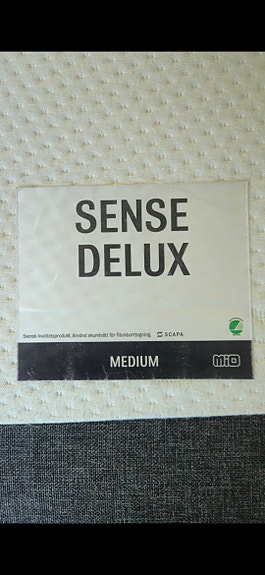 SENSE
DELUX
Svensk kvalitetsprodukt. Använd skumtvätt för fläckborttagning. SCAPA
MEDIUM MIO